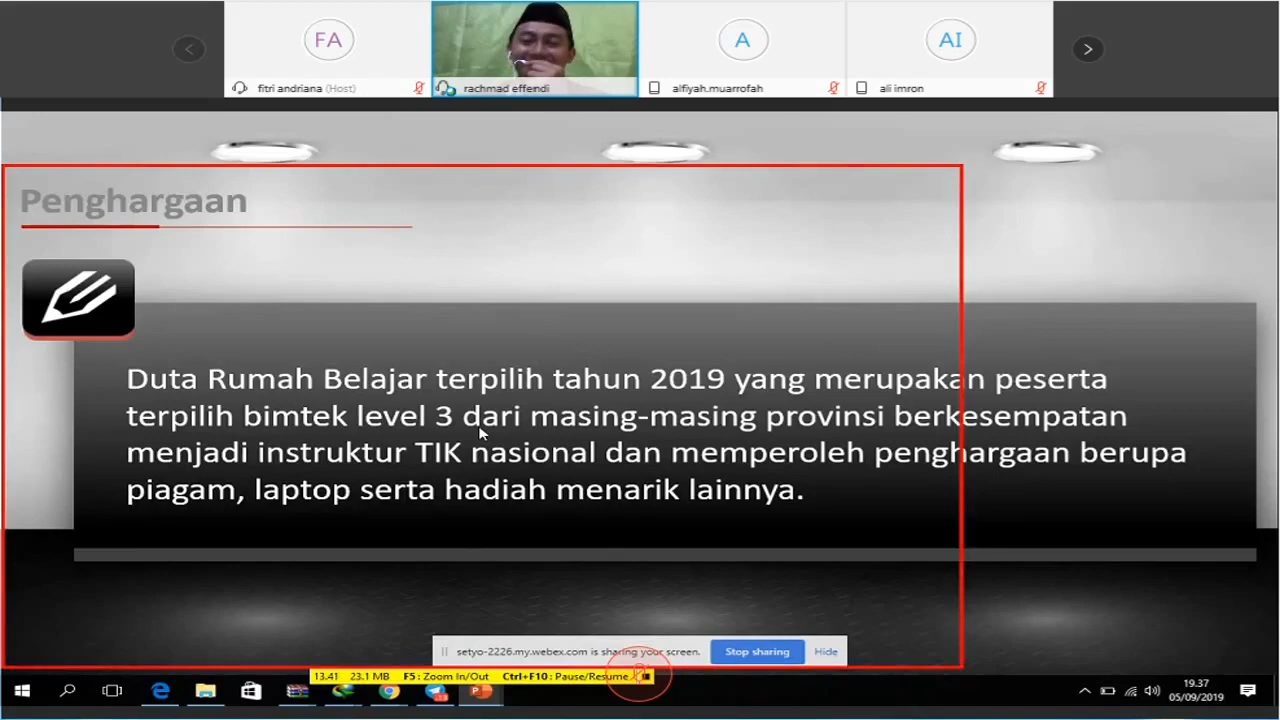 FA
A
AI
fitri andriana (Host)
rachmad effendi
alfiyah.muarrofah
ali imron
Penghargaan
Duta Rumah Belajar terpilih tahun 2019 yang merupakan peserta
terpilih bimtek level 3 dari masing-masing provinsi berkesempatan
menjadi instruktur TIK nasional dan memperoleh penghargaan berupa
piagam, laptop serta hadiah menarik lainnya.
setyo-2226.my.webex.com is sharing your screen.
Stop sharing
Hide
13.41 23.1 MB F5 : Zoom In/Out Ctrl+F10 : Pause/Resume
19.37
05/09/2019